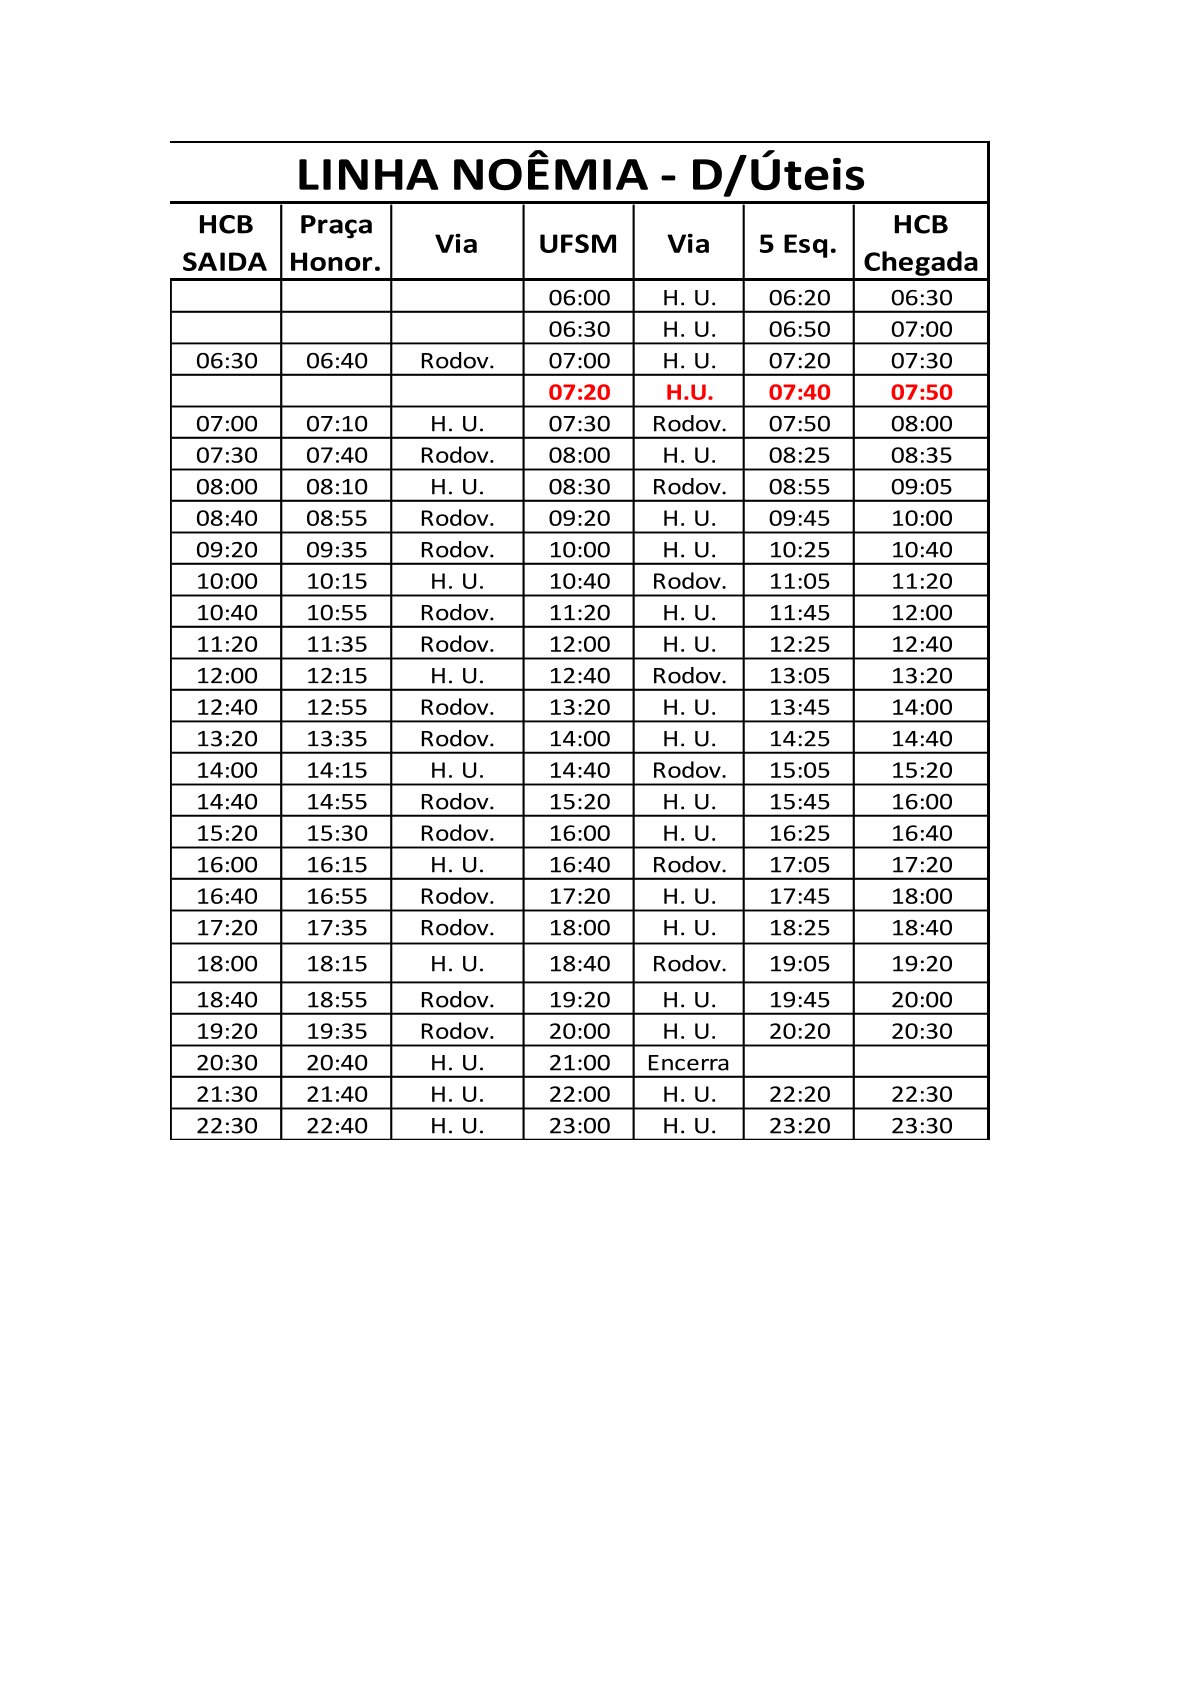 LINHA NOÊMIA - D/Úteis
HCB SAIDA Praça Honor. Via UFSM Via 5 Esq. HCB Chegada
06:00 H. U. 06:20 06:30
06:30 H. U. 06:50 07:00
06:30 06:40 Rodov. 07:00 H. U. 07:20 07:30
07:20 H.U. 07:40 07:50
07:00 07:10 H. U. 07:30 Rodov. 07:50 08:00
07:30 07:40 Rodov. 08:00 H. U. 08:25 08:35
08:00 08:10 H. U. 08:30 Rodov. 08:55 09:05
08:40 08:55 Rodov. 09:20 H. U. 09:45 10:00
09:20 09:35 Rodov. 10:00 H. U. 10:25 10:40
10:00 10:15 H. U. 10:40 Rodov. 11:05 11:20
10:40 10:55 Rodov. 11:20 H. U. 11:45 12:00
11:20 11:35 Rodov. 12:00 H. U. 12:25 12:40
12:00 12:15 H. U. 12:40 Rodov. 13:05 13:20
12:40 12:55 Rodov. 13:20 H. U. 13:45 14:00
13:20 13:35 Rodov. 14:00 H. U. 14:25 14:40
14:00 14:15 H. U. 14:40 Rodov. 15:05 15:20
14:40 14:55 Rodov. 15:20 H. U. 15:45 16:00
15:20 15:30 Rodov. 16:00 H. U. 16:25 16:40
16:00 16:15 H. U. 16:40 Rodov. 17:05 17:20
16:40 16:55 Rodov. 17:20 H. U. 17:45 18:00
17:20 17:35 Rodov. 18:00 H. U. 18:25 18:40
18:00 18:15 H. U. 18:40 Rodov. 19:05 19:20
18:40 18:55 Rodov. 19:20 H. U. 19:45 20:00
19:20 19:35 Rodov. 20:00 H. U. 20:20 20:30
20:30 20:40 H. U. 21:00 Encerra
21:30 21:40 H. U. 22:00 H. U. 22:20 22:30
22:30 22:40 H. U. 23:00 H. U. 23:20 23:30